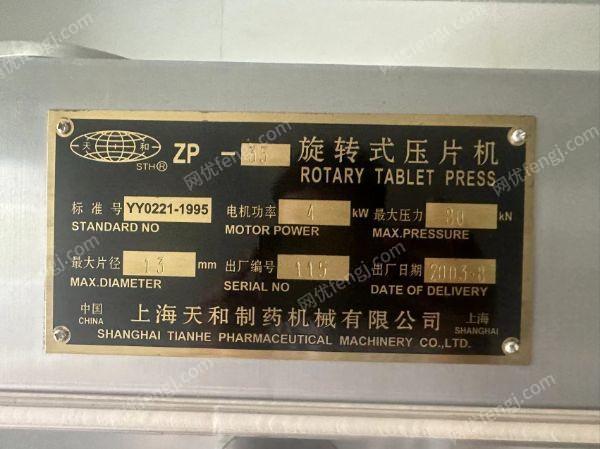 天和 STH® ZP - 35 旋转式压片机
ROTARY TABLET PRESS
标准号 YY0221-1995 电机功率 4 kW 最大压力 80 kN
STANDARD NO MOTOR POWER MAX.PRESSURE
最大片径 13 mm 出厂编号 115 出厂日期 2003·8
MAX.DIAMETER SERIAL NO DATE OF DELIVERY
中国 CHINA 上海天和制药机械有限公司 上海 SHANGHAI
SHANGHAI TIANHE PHARMACEUTICAL MACHINERY CO.,LTD.
网优fengj.com